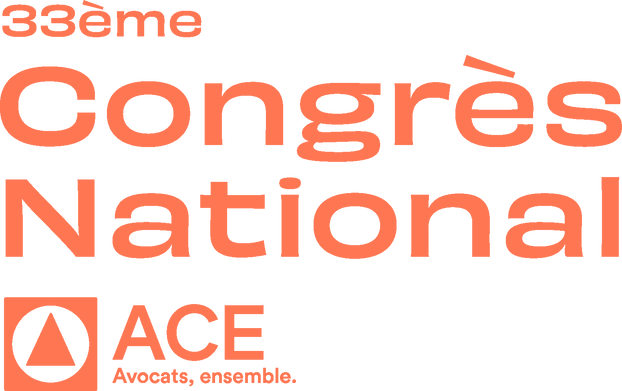 33ème
Congrès
National
ACE
Avocats, ensemble.